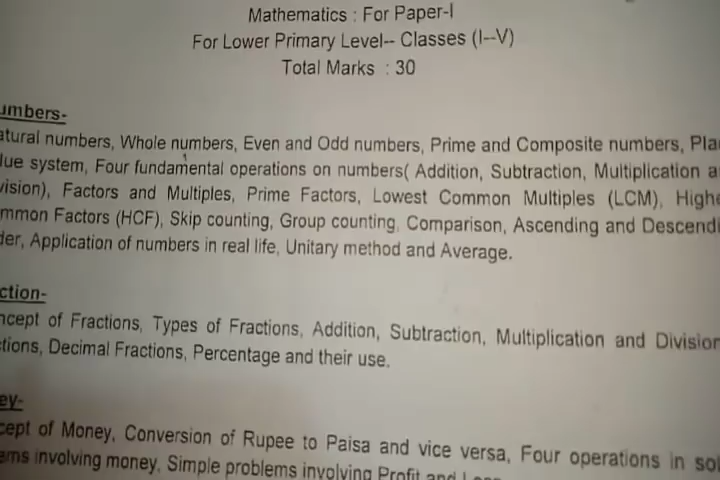 Mathematics : For Paper-I
For Lower Primary Level-- Classes (I--V)
Total Marks : 30
umbers-
atural numbers, Whole numbers, Even and Odd numbers, Prime and Composite numbers, Pla
lue system, Four fundamental operations on numbers( Addition, Subtraction, Multiplication a
vision), Factors and Multiples, Prime Factors, Lowest Common Multiples (LCM), Highe
mmon Factors (HCF), Skip counting, Group counting, Comparison, Ascending and Descendi
der, Application of numbers in real life, Unitary method and Average.
ction-
ncept of Fractions, Types of Fractions, Addition, Subtraction, Multiplication and Division
ctions, Decimal Fractions, Percentage and their use.
ey-
cept of Money, Conversion of Rupee to Paisa and vice versa, Four operations in sol
ems involving money, Simple problems involving Profit and